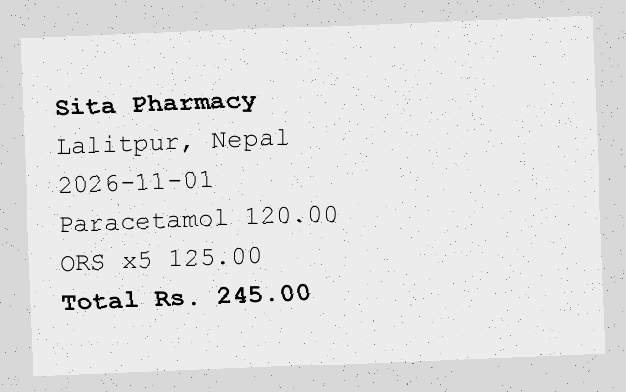 Sita Pharmacy
Lalitpur, Nepal
2026-11-01
Paracetamol 120.00
ORS x5 125.00
Total Rs. 245.00